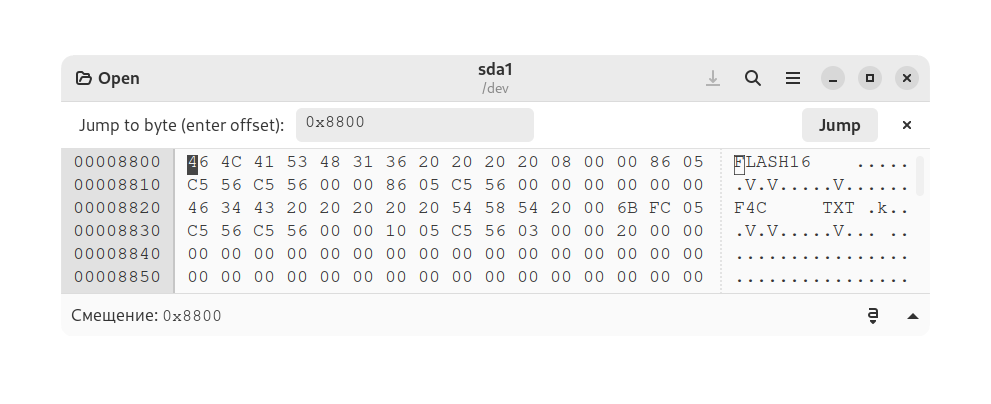 Open
sda1
/dev
Jump to byte (enter offset):
0x8800
Jump
00008800 46 4C 41 53 48 31 36 20 20 20 20 08 00 00 86 05 FLASH16    .....
00008810 C5 56 C5 56 00 00 86 05 C5 56 00 00 00 00 00 00 .V.V.....V......
00008820 46 34 43 20 20 20 20 20 54 58 54 20 00 6B FC 05 F4C     TXT .k..
00008830 C5 56 C5 56 00 00 10 05 C5 56 03 00 00 20 00 00 .V.V.....V... ..
00008840 00 00 00 00 00 00 00 00 00 00 00 00 00 00 00 00 ................
00008850 00 00 00 00 00 00 00 00 00 00 00 00 00 00 00 00 ................
Смещение: 0x8800
a